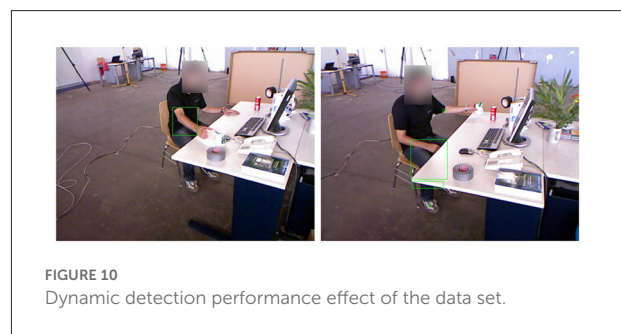 FIGURE 10
Dynamic detection performance effect of the data set.